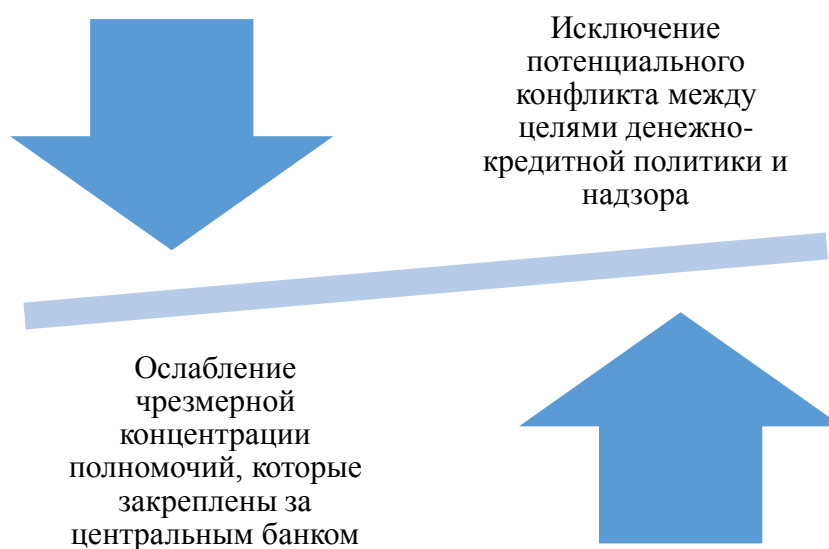 Исключение
потенциального
конфликта между
целями денежно-
кредитной политики и
надзора
Ослабление
чрезмерной
концентрации
полномочий, которые
закреплены за
центральным банком